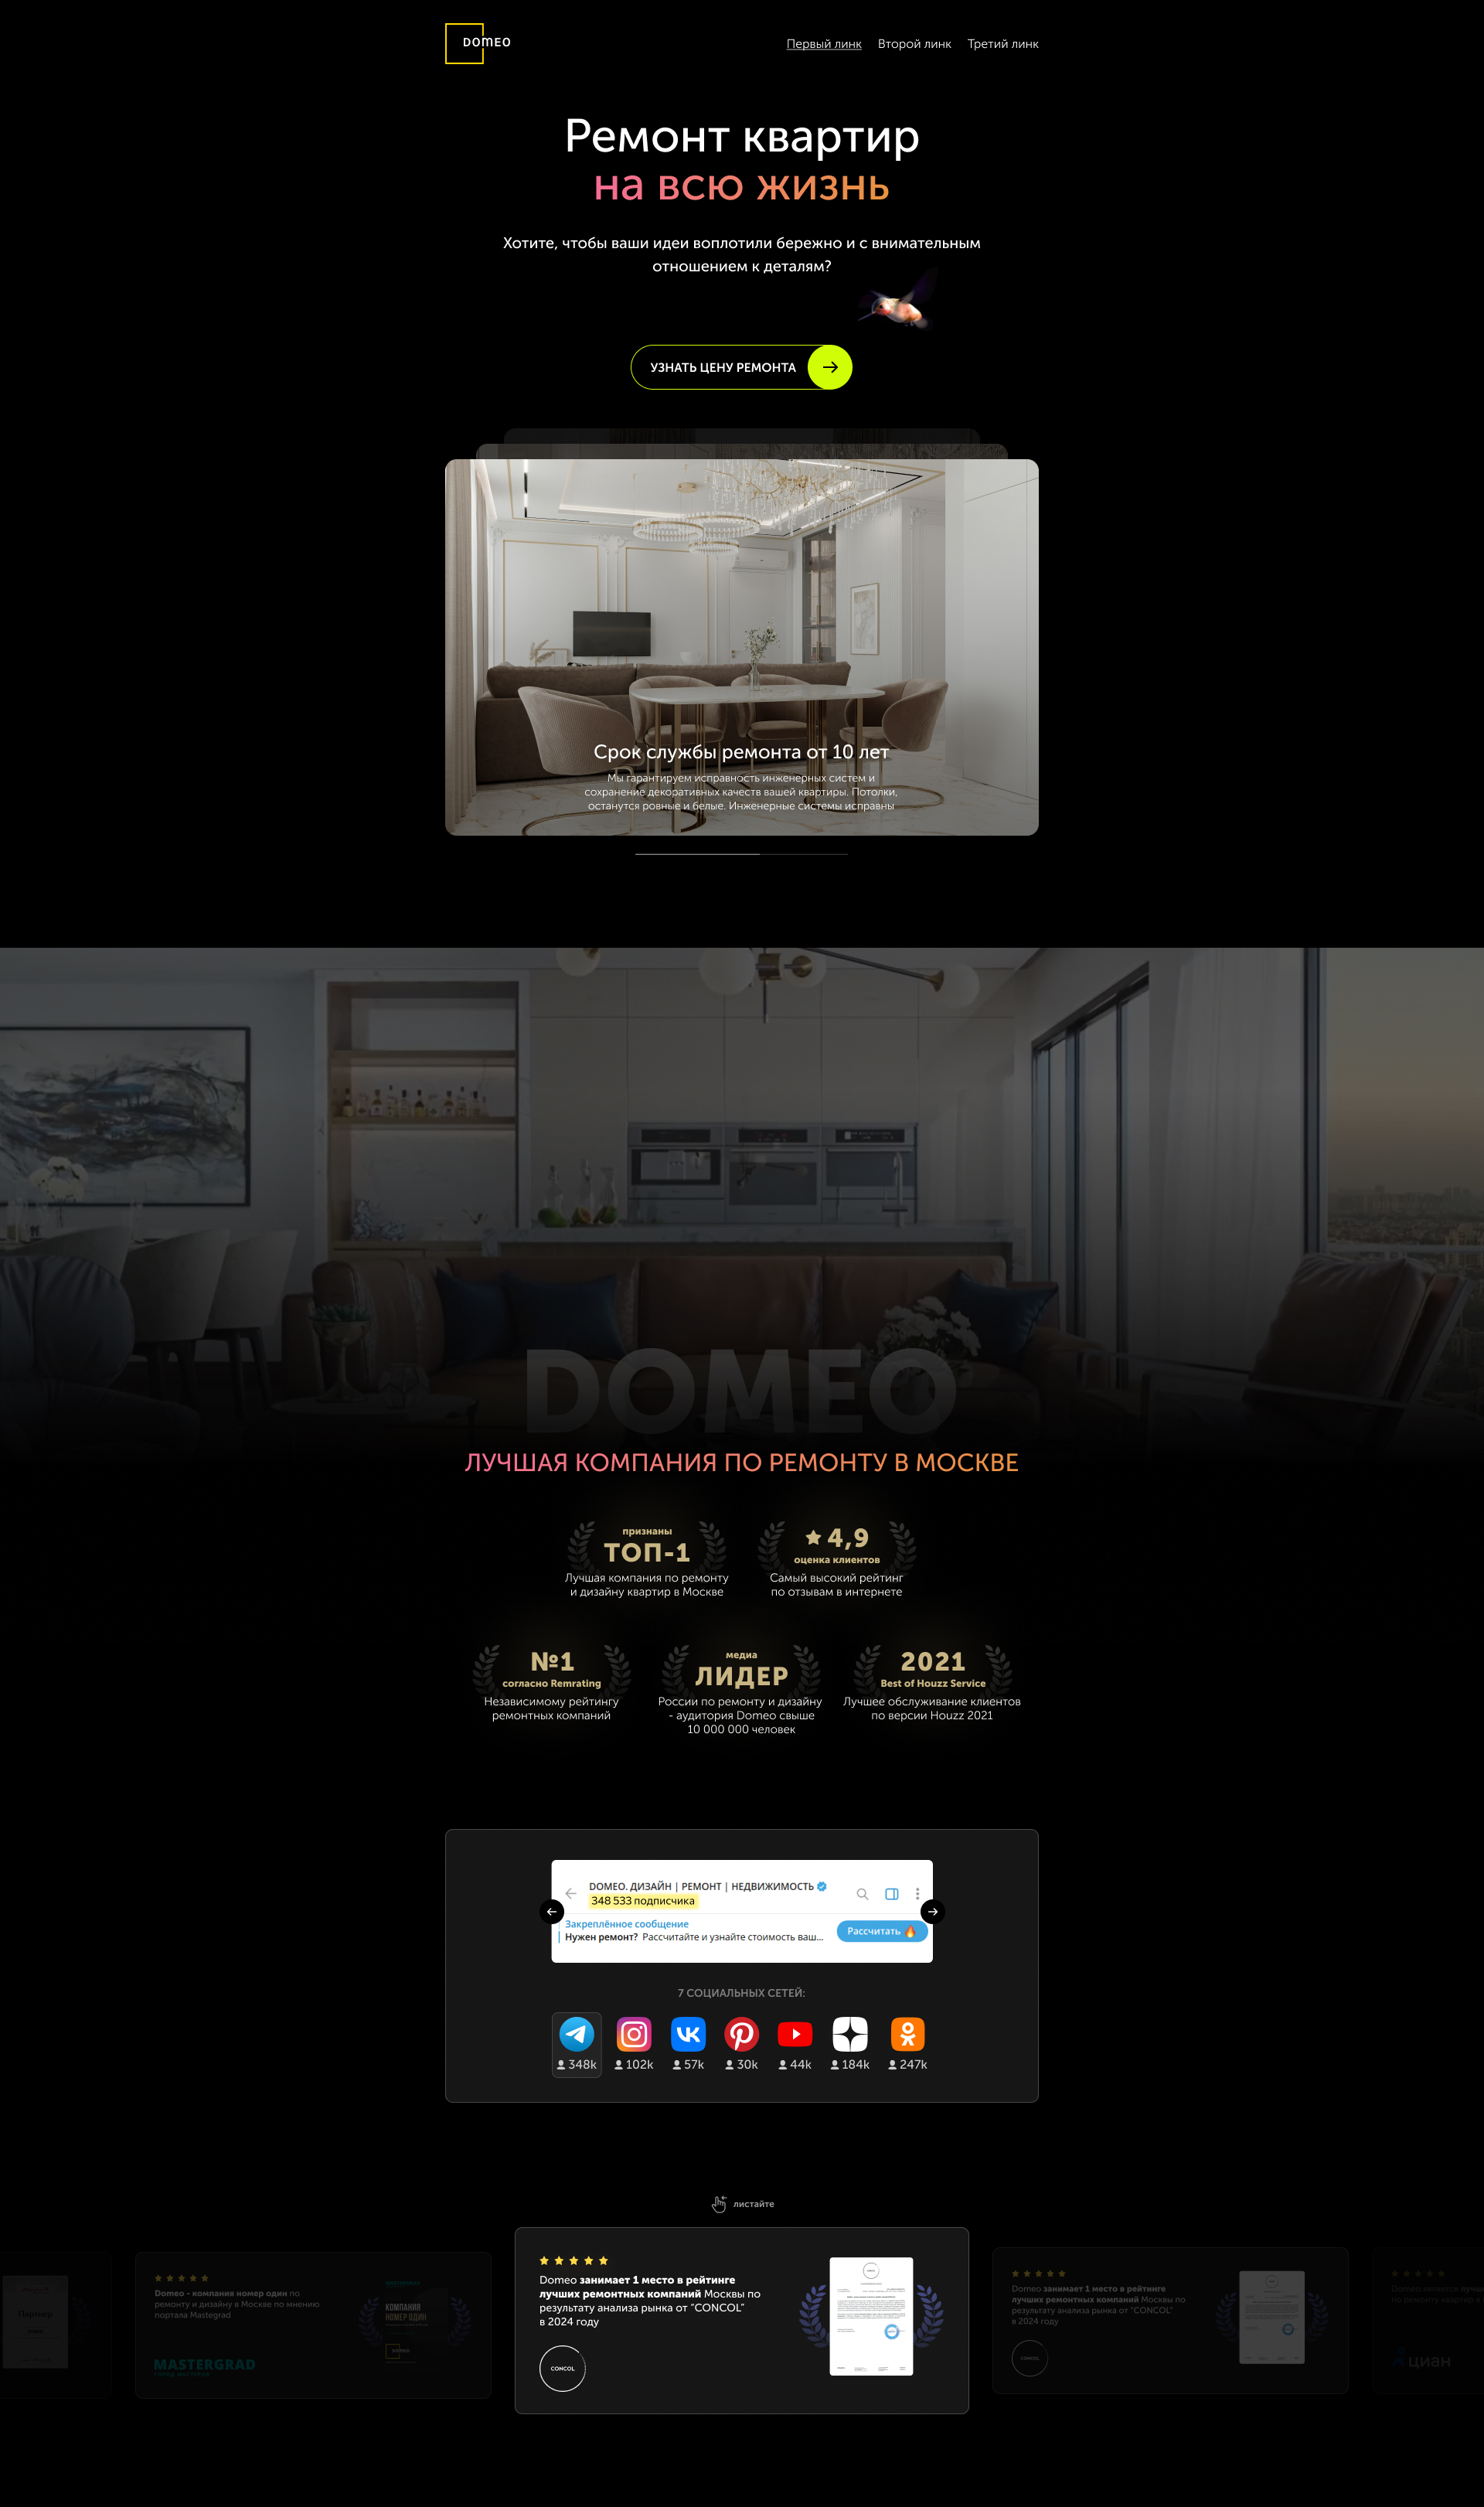 DOMEO
Первый линк
Второй линк
Третий линк
Ремонт квартир
на всю жизнь
Хотите, чтобы ваши идеи воплотили бережно и с внимательным
отношением к деталям?
УЗНАТЬ ЦЕНУ РЕМОНТА
Срок службы ремонта от 10 лет
Мы гарантируем исправность инженерных систем и
сохранение декоративных качеств вашей квартиры. Потолки,
останутся ровные и белые. Инженерные системы исправны
DOMEO
ЛУЧШАЯ КОМПАНИЯ ПО РЕМОНТУ В МОСКВЕ
признаны
ТОП-1
Лучшая компания по ремонту
и дизайну квартир в Москве
4,9
оценка клиентов
Самый высокий рейтинг
по отзывам в интернете
№1
согласно Remrating
Независимому рейтингу
ремонтных компаний
медиа
ЛИДЕР
России по ремонту и дизайну
- аудитория Domeo свыше
10 000 000 человек
2021
Best of Houzz Service
Лучшее обслуживание клиентов
по версии Houzz 2021
DOMEO. ДИЗАЙН | РЕМОНТ | НЕДВИЖИМОСТЬ
348 533 подписчика
Закреплённое сообщение
Нужен ремонт? Рассчитайте и узнайте стоимость ваш...
Рассчитать
7 СОЦИАЛЬНЫХ СЕТЕЙ:
348k
102k
57k
30k
44k
184k
247k
листайте
Партнер
Domeo - компания номер один по
ремонту и дизайну в Москве по мнению
портала Mastegrad
MASTERGRAD
КОМПАНИЯ
НОМЕР ОДИН
DOMEO
Domeo занимает 1 место в рейтинге
лучших ремонтных компаний Москвы по
результату анализа рынка от “CONCOL”
в 2024 году
CONCOL
Domeo занимает 1 место в рейтинге
лучших ремонтных компаний Москвы по
результату анализа рынка от “CONCOL”
в 2024 году
CONCOL
циан